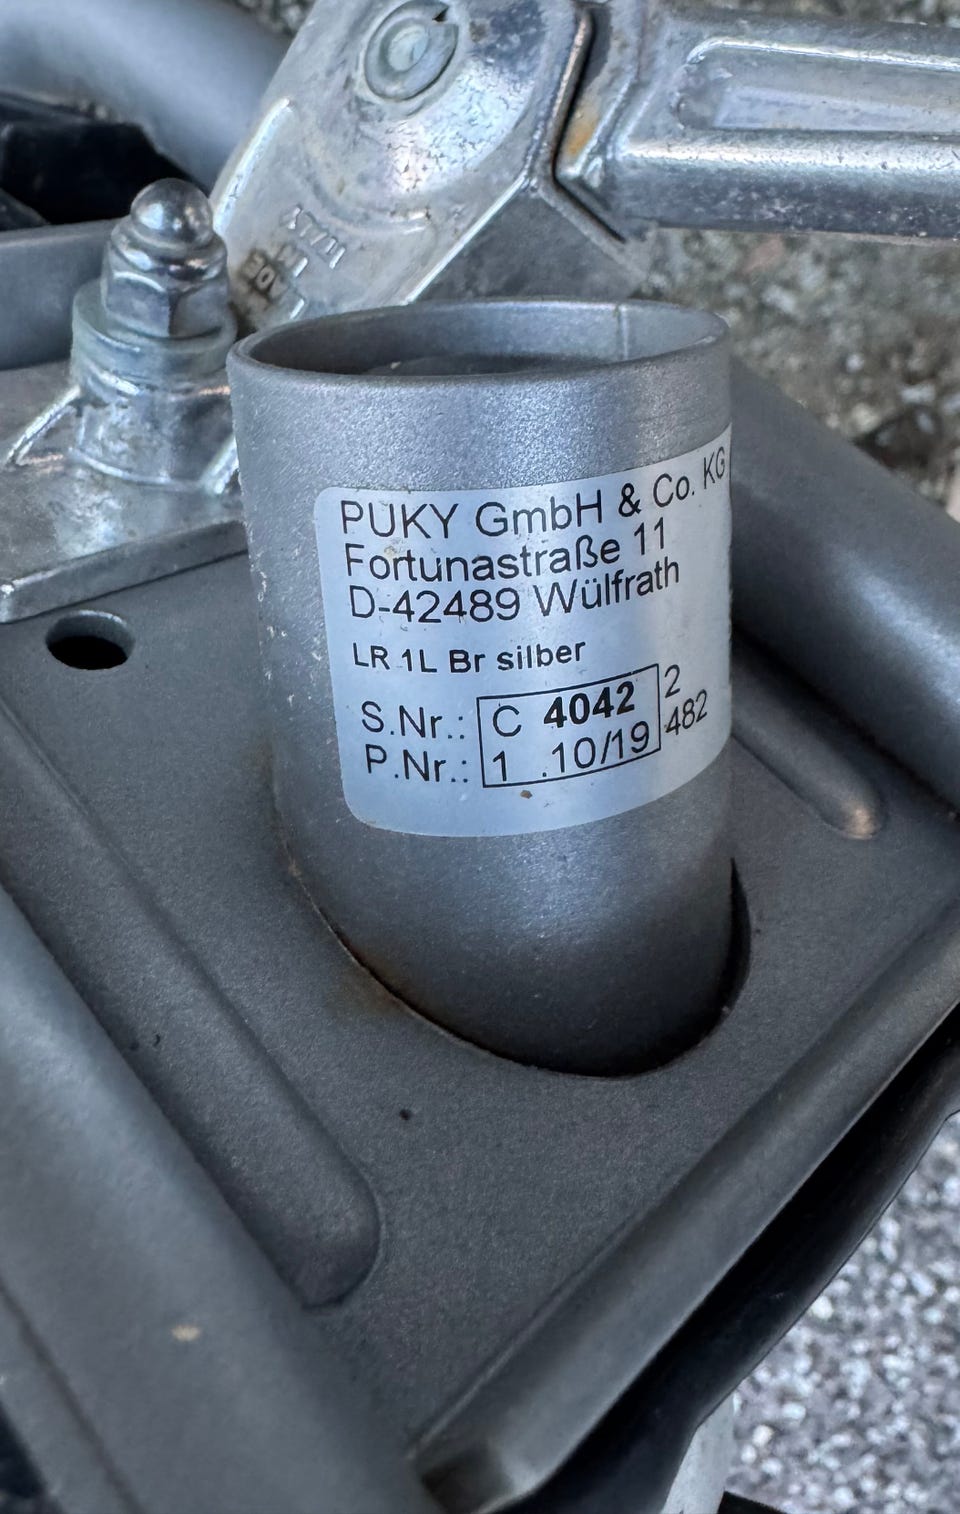 PUKY GmbH & Co. KG
Fortunastraße 11
D-42489 Wülfrath
LR 1L Br silber
S.Nr.: C 4042 2
P.Nr.: 1 .10/19 482